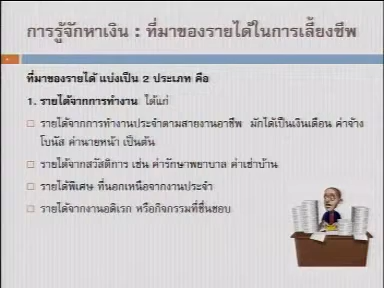 การรู้จักหาเงิน : ที่มาของรายได้ในการเลี้ยงชีพ
ที่มาของรายได้ แบ่งเป็น 2 ประเภท คือ
1. รายได้จากการทำงาน ได้แก่
รายได้จากการทำงานประจำตามสายงานอาชีพ มักได้เป็นเงินเดือน ค่าจ้าง
โบนัส ค่านายหน้า เป็นต้น
รายได้จากสวัสดิการ เช่น ค่ารักษาพยาบาล ค่าเช่าบ้าน
รายได้พิเศษ ที่นอกเหนือจากงานประจำ
รายได้จากงานอดิเรก หรือกิจกรรมที่ชื่นชอบ